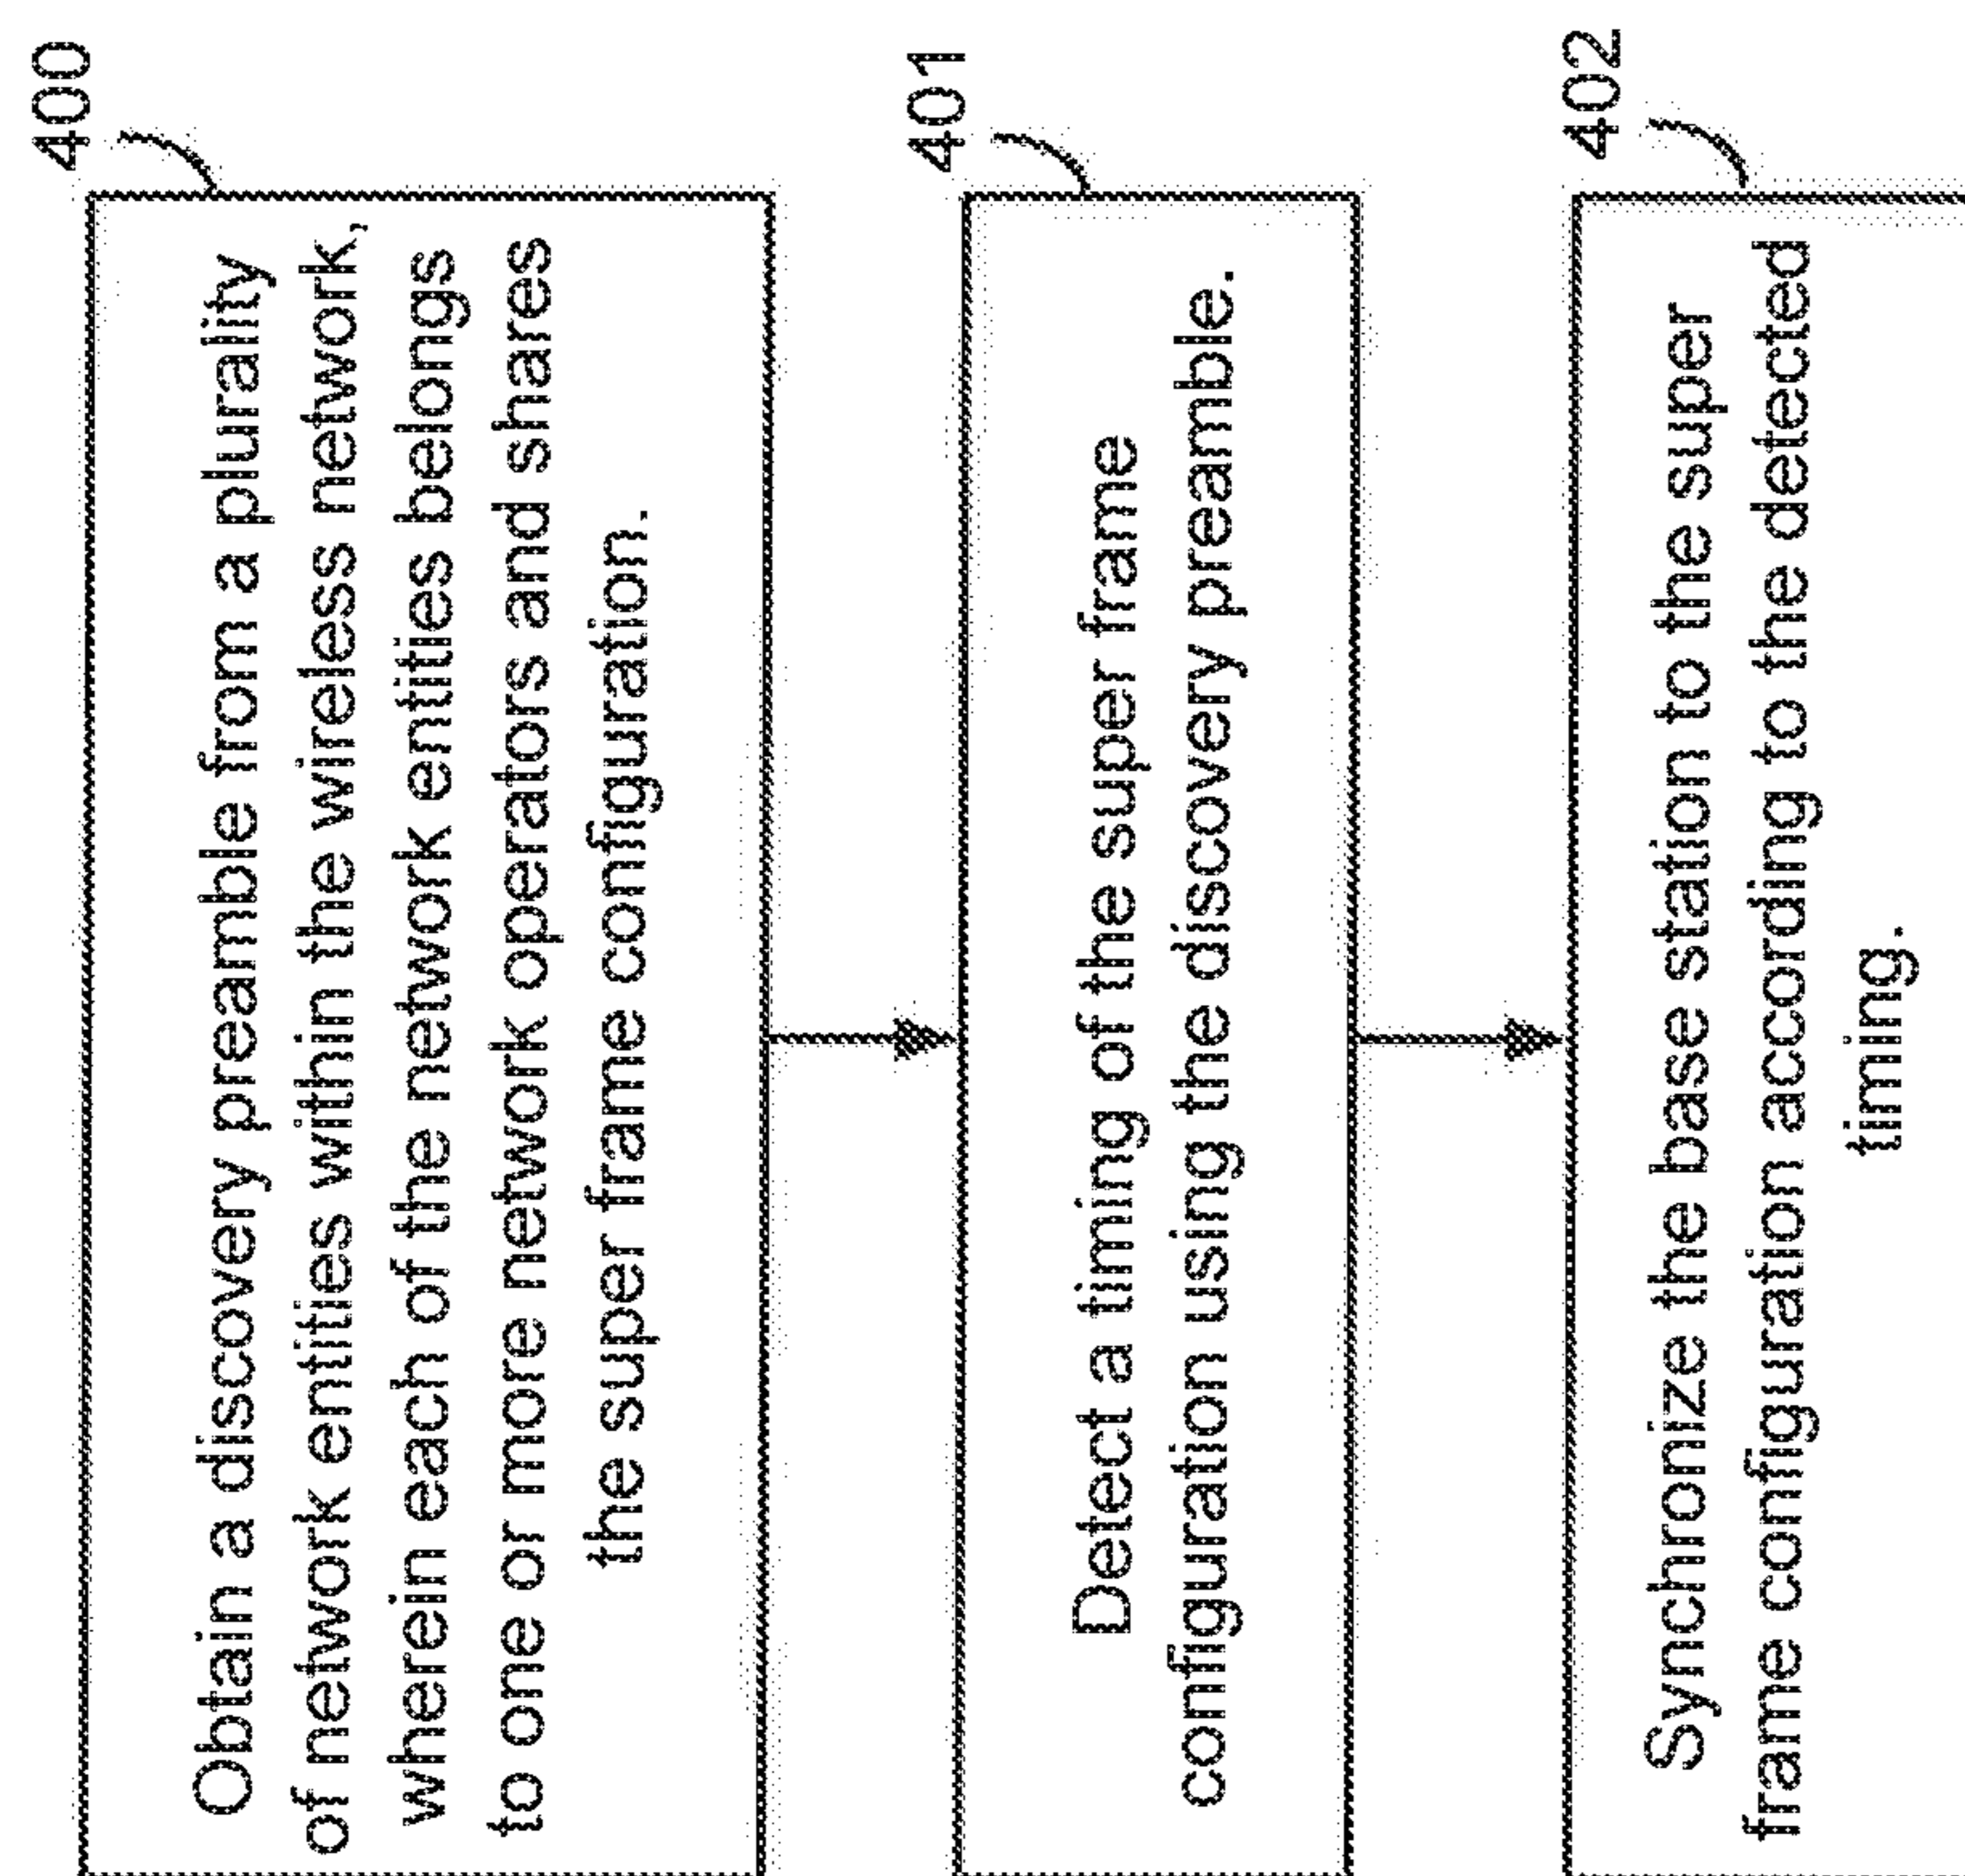 400
Obtain a discovery preamble from a plurality
of network entities within the wireless network,
wherein each of the network entities belongs
to one or more network operators and shares
the super frame configuration.
401
Detect a timing of the super frame
configuration using the discovery preamble.
402
Synchronize the base station to the super
frame configuration according to the detected
timing.